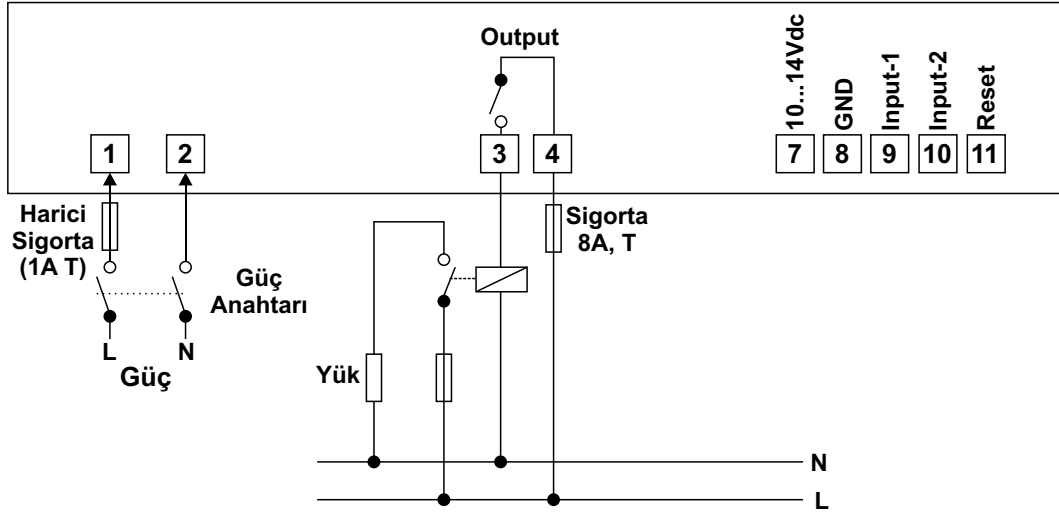 Output
10...14Vdc
GND
Input-1
Input-2
Reset
1
2
3
4
7
8
9
10
11
Harici
Sigorta
(1A T)
Güç
Anahtarı
L
N
Güç
Sigorta
8A, T
Yük
N
L